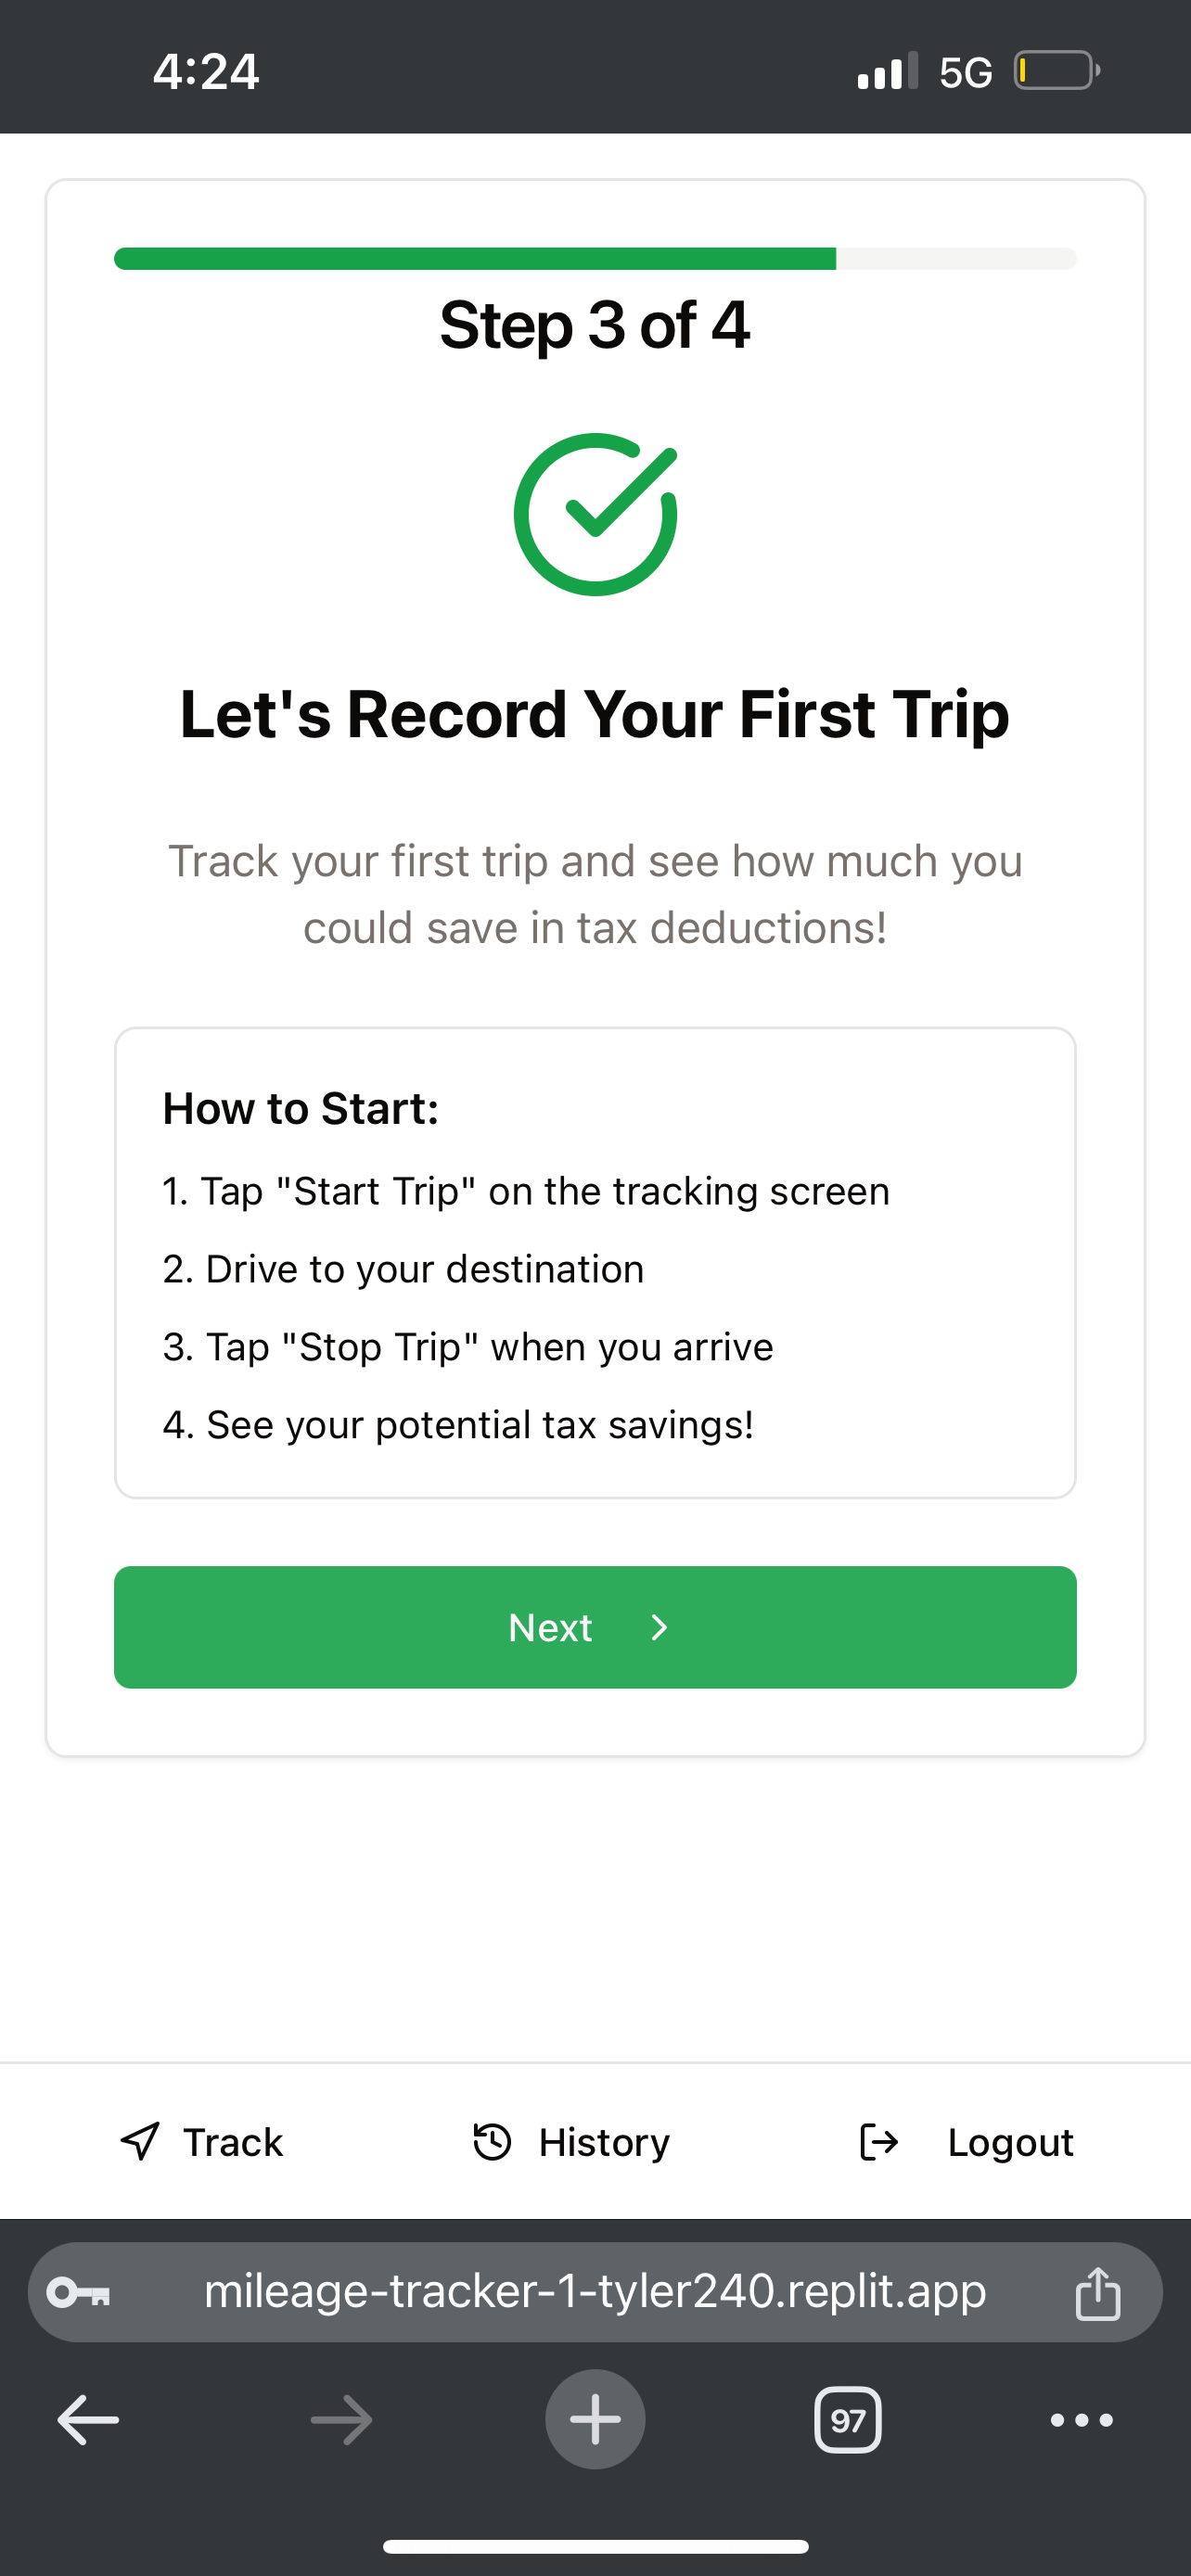 4:24
5G
Step 3 of 4
Let's Record Your First Trip
Track your first trip and see how much you
could save in tax deductions!
How to Start:
1. Tap "Start Trip" on the tracking screen
2. Drive to your destination
3. Tap "Stop Trip" when you arrive
4. See your potential tax savings!
Next
Track
History
Logout
mileage-tracker-1-tyler240.replit.app
97